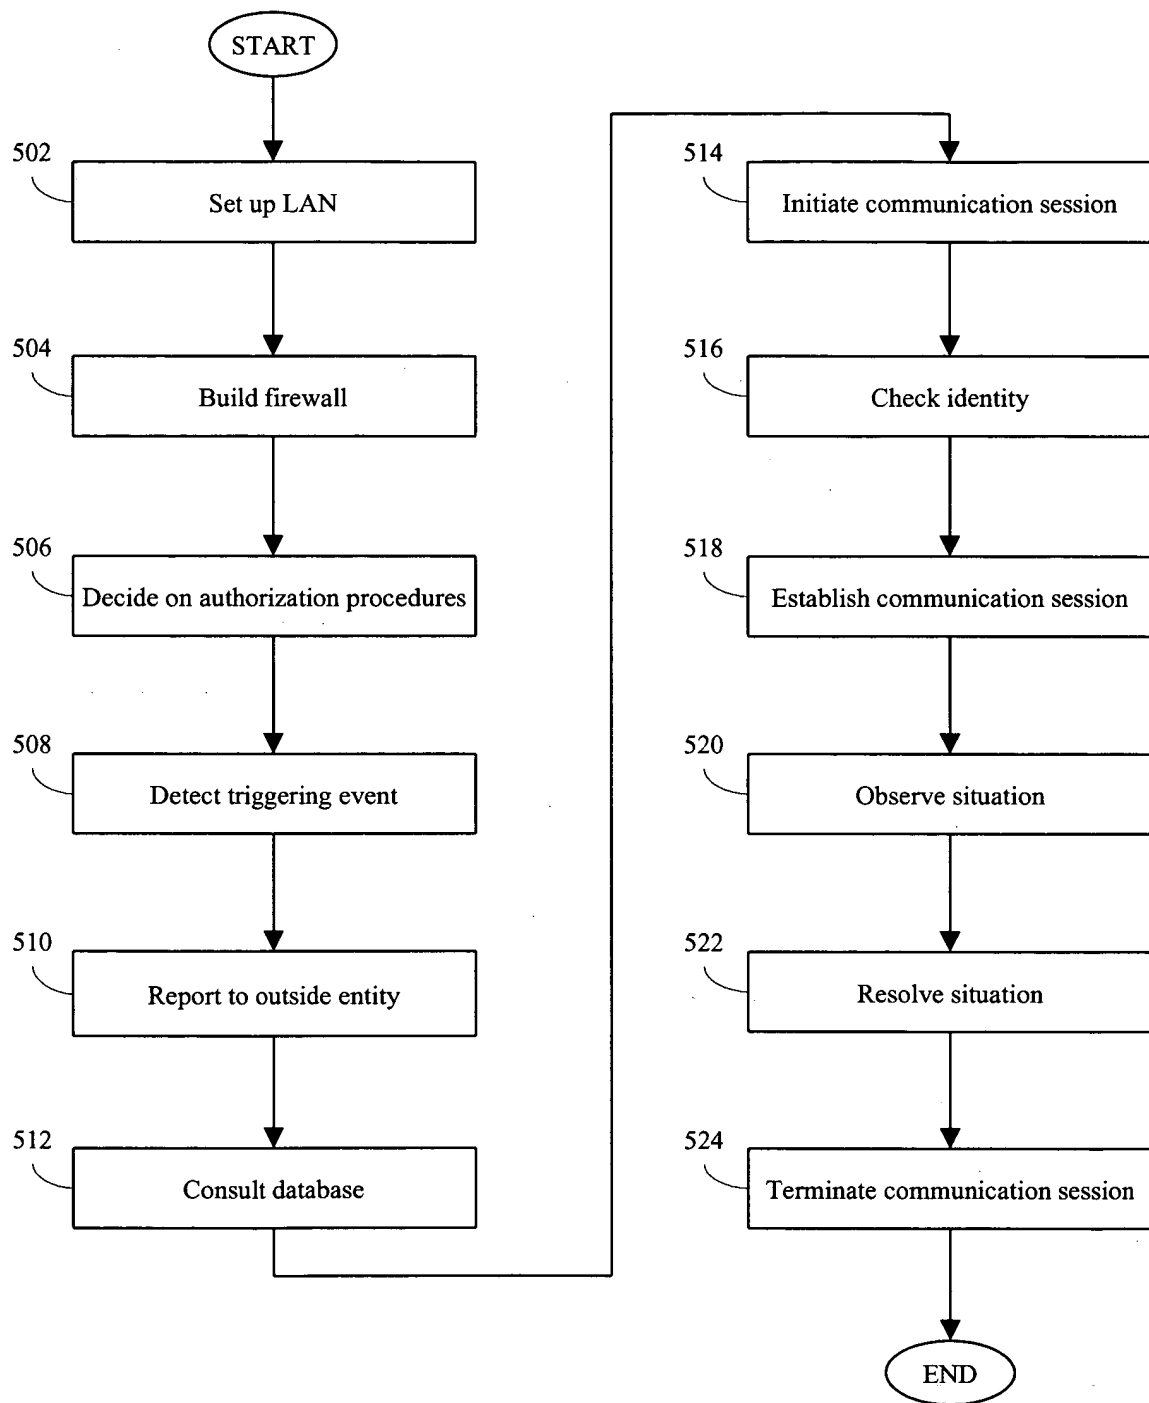 START
502
Set up LAN
504
Build firewall
506
Decide on authorization procedures
508
Detect triggering event
510
Report to outside entity
512
Consult database
514
Initiate communication session
516
Check identity
518
Establish communication session
520
Observe situation
522
Resolve situation
524
Terminate communication session
END